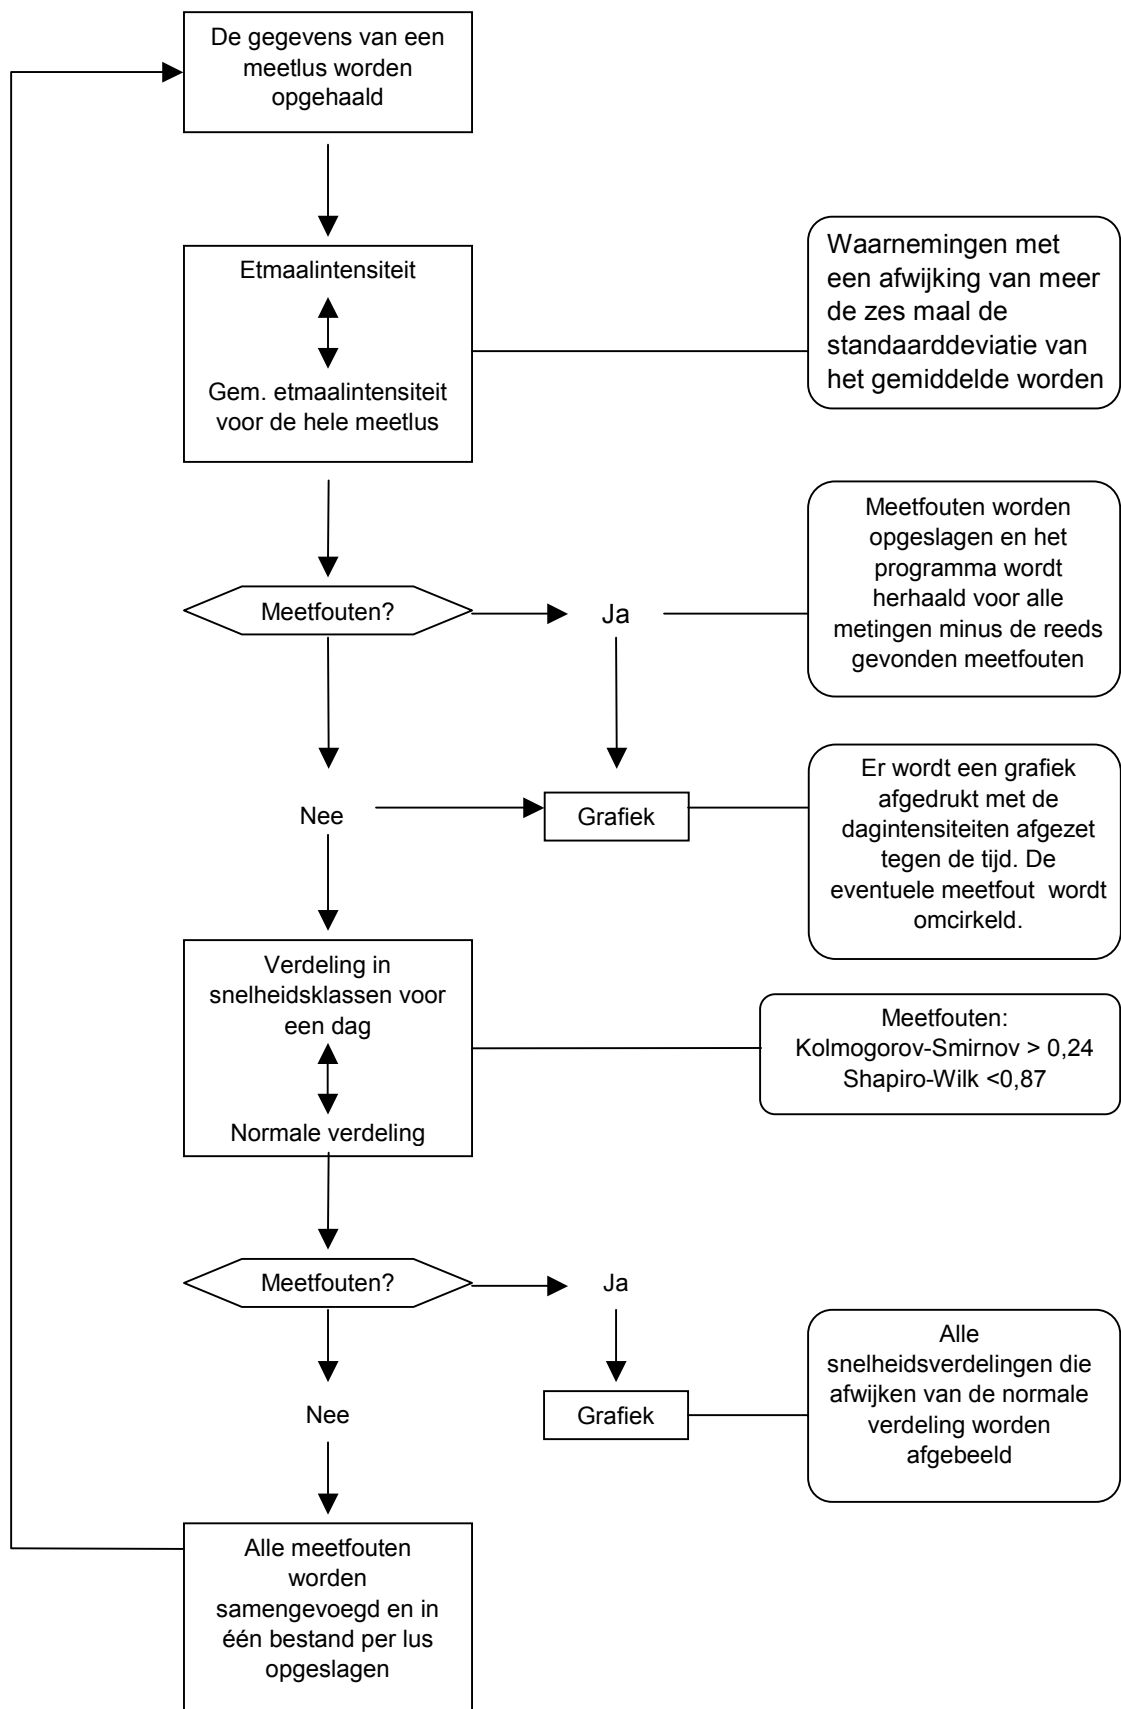 De gegevens van een
meetlus worden
opgehaald
Etmaalintensiteit
Gem. etmaalintensiteit
voor de hele meetlus
Waarnemingen met
een afwijking van meer
de zes maal de
standaarddeviatie van
het gemiddelde worden
Meetfouten?
Ja
Meetfouten worden
opgeslagen en het
programma wordt
herhaald voor alle
metingen minus de reeds
gevonden meetfouten
Nee
Grafiek
Er wordt een grafiek
afgedrukt met de
dagintensiteiten afgezet
tegen de tijd. De
eventuele meetfout wordt
omcirkeld.
Verdeling in
snelheidsklassen voor
een dag
Normale verdeling
Meetfouten:
Kolmogorov-Smirnov > 0,24
Shapiro-Wilk <0,87
Meetfouten?
Ja
Nee
Grafiek
Alle
snelheidsverdelingen die
afwijken van de normale
verdeling worden
afgebeeld
Alle meetfouten
worden
samengevoegd en in
één bestand per lus
opgeslagen